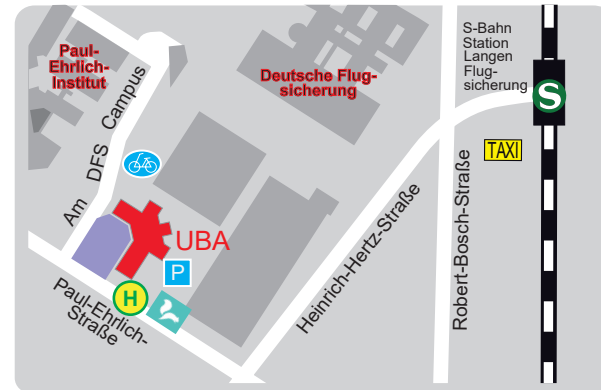 Paul-
Ehrlich-
Institut
Deutsche Flug-
sicherung
S-Bahn
Station
Langen
Flug-
sicherung
S
TAXI
Am DFS Campus
UBA
P
H
Paul-Ehrlich-
Straße
Heinrich-Hertz-Straße
Robert-Bosch-Straße